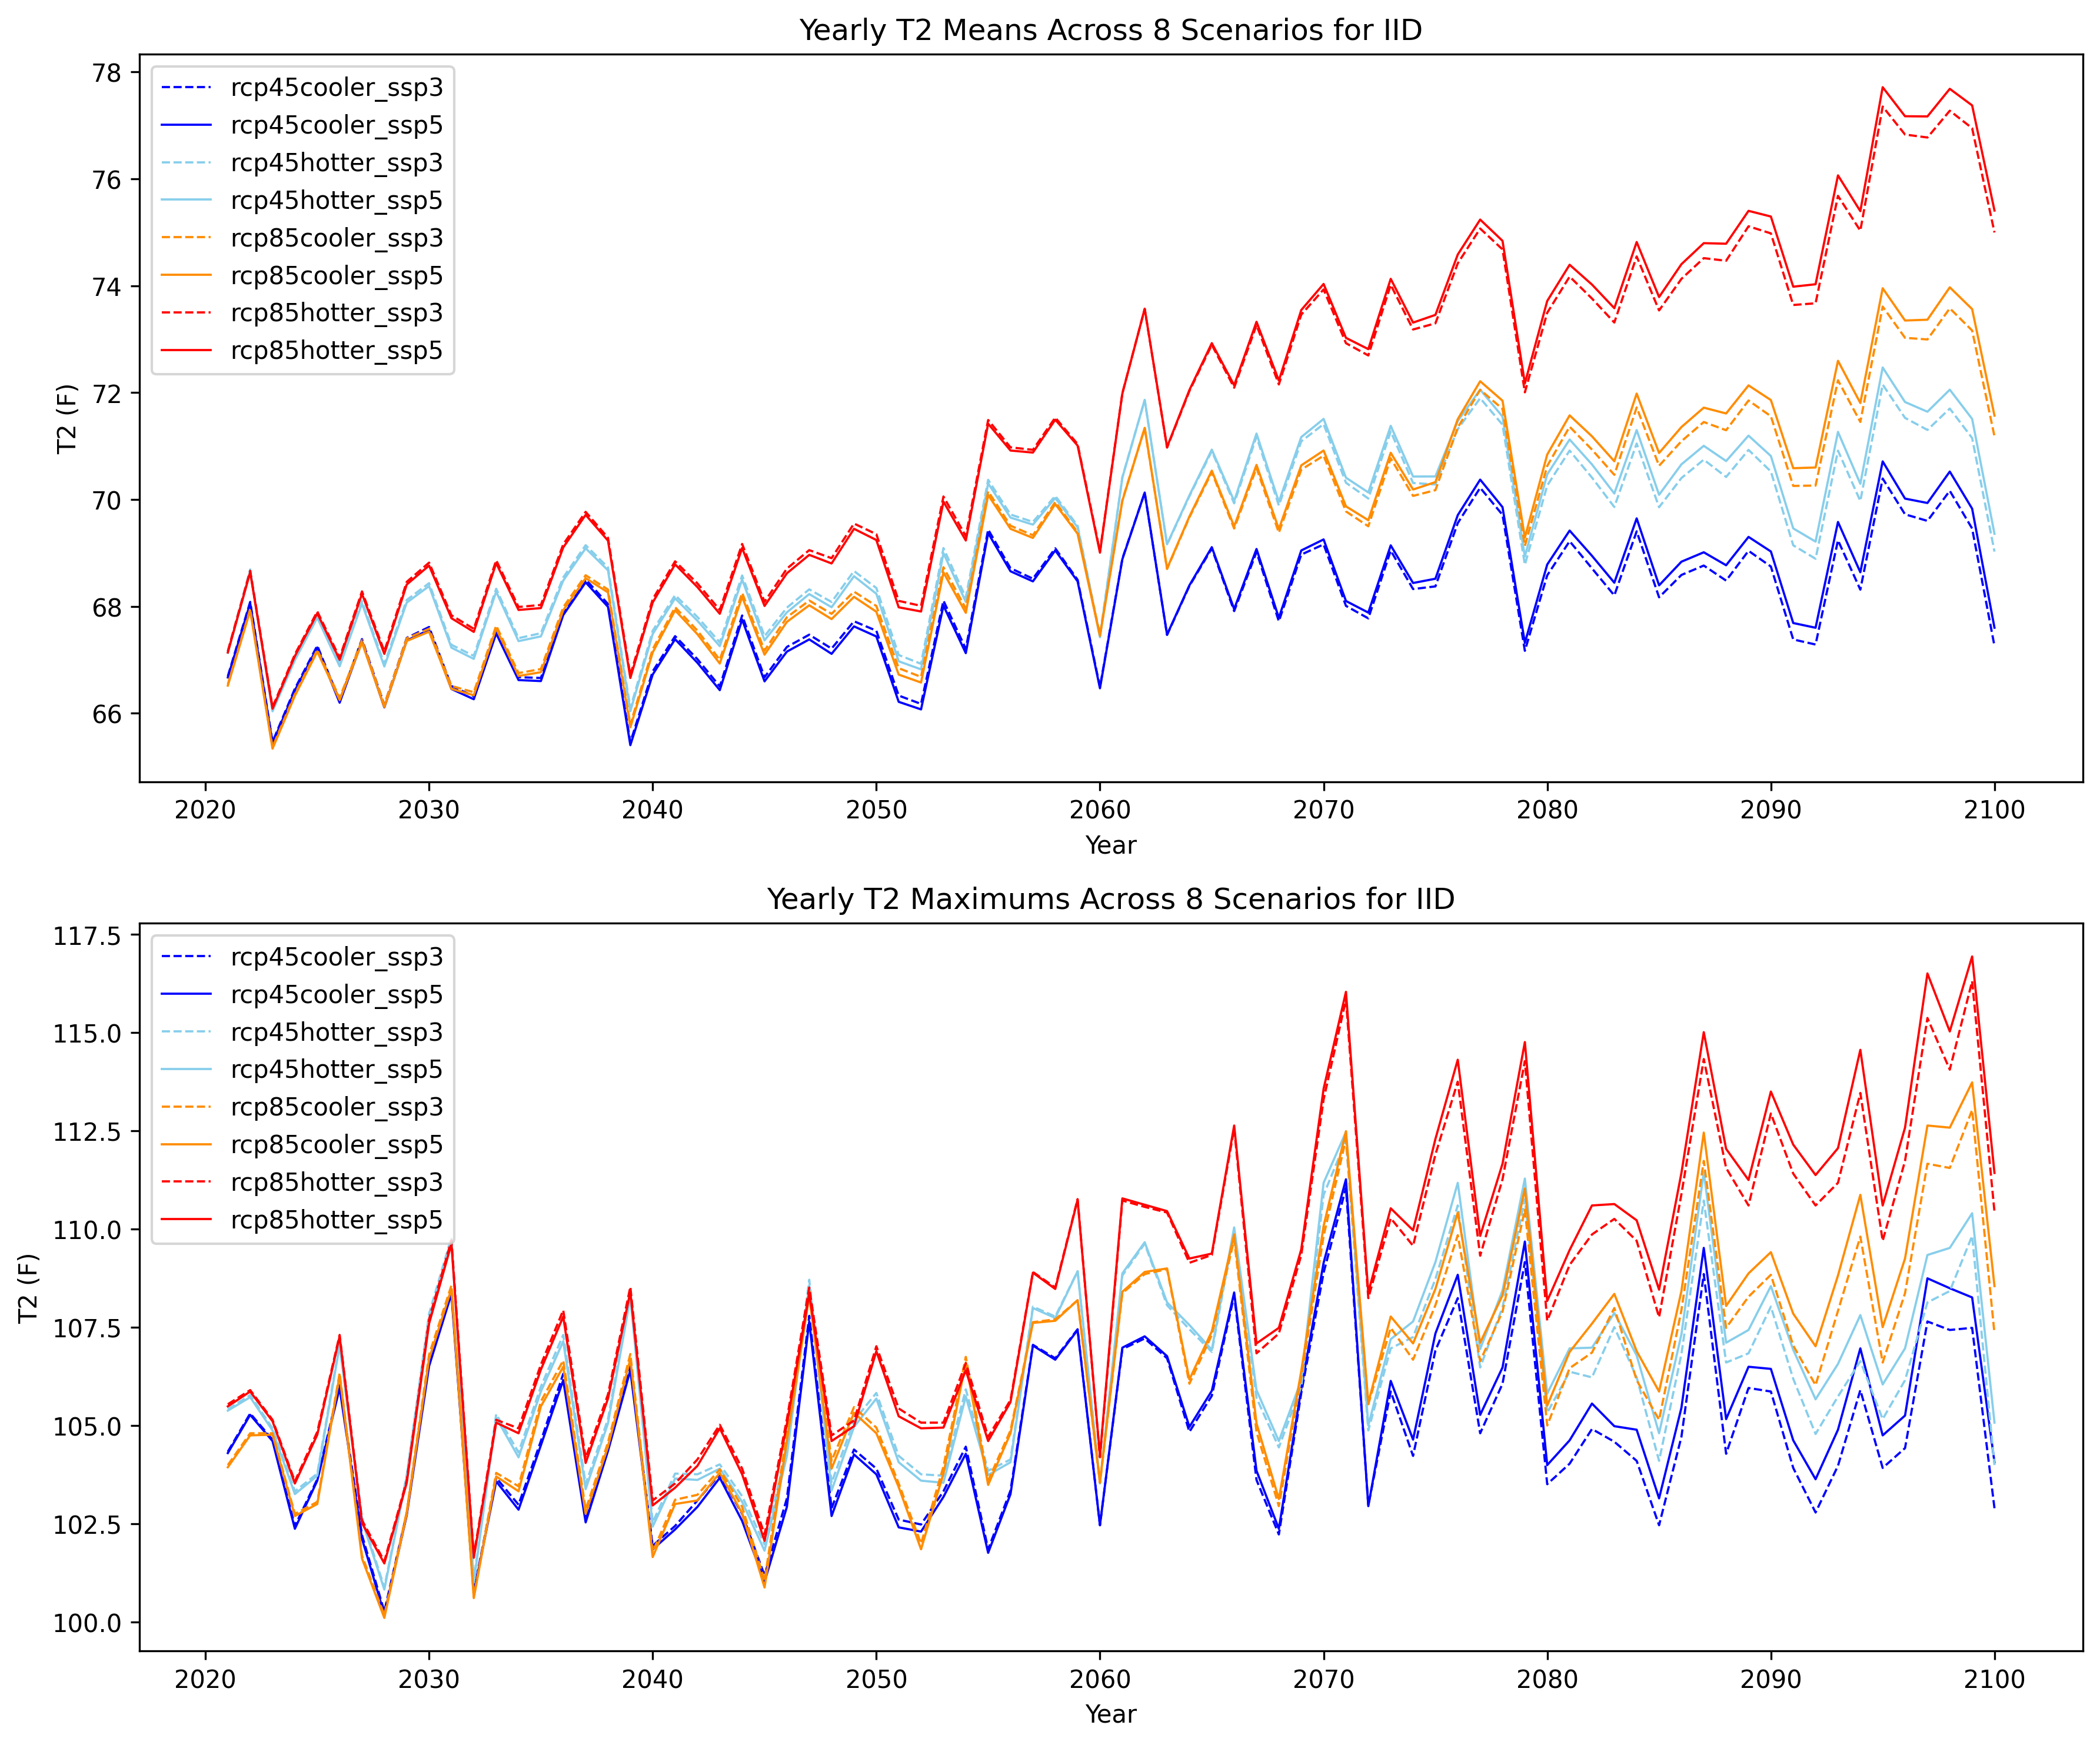 Yearly T2 Means Across 8 Scenarios for IID
78
76
74
72
70
68
66
T2 (F)
rcp45cooler_ssp3
rcp45cooler_ssp5
rcp45hotter_ssp3
rcp45hotter_ssp5
rcp85cooler_ssp3
rcp85cooler_ssp5
rcp85hotter_ssp3
rcp85hotter_ssp5
2020 2030 2040 2050 2060 2070 2080 2090 2100
Year
Yearly T2 Maximums Across 8 Scenarios for IID
117.5
115.0
112.5
110.0
107.5
105.0
102.5
100.0
T2 (F)
rcp45cooler_ssp3
rcp45cooler_ssp5
rcp45hotter_ssp3
rcp45hotter_ssp5
rcp85cooler_ssp3
rcp85cooler_ssp5
rcp85hotter_ssp3
rcp85hotter_ssp5
2020 2030 2040 2050 2060 2070 2080 2090 2100
Year